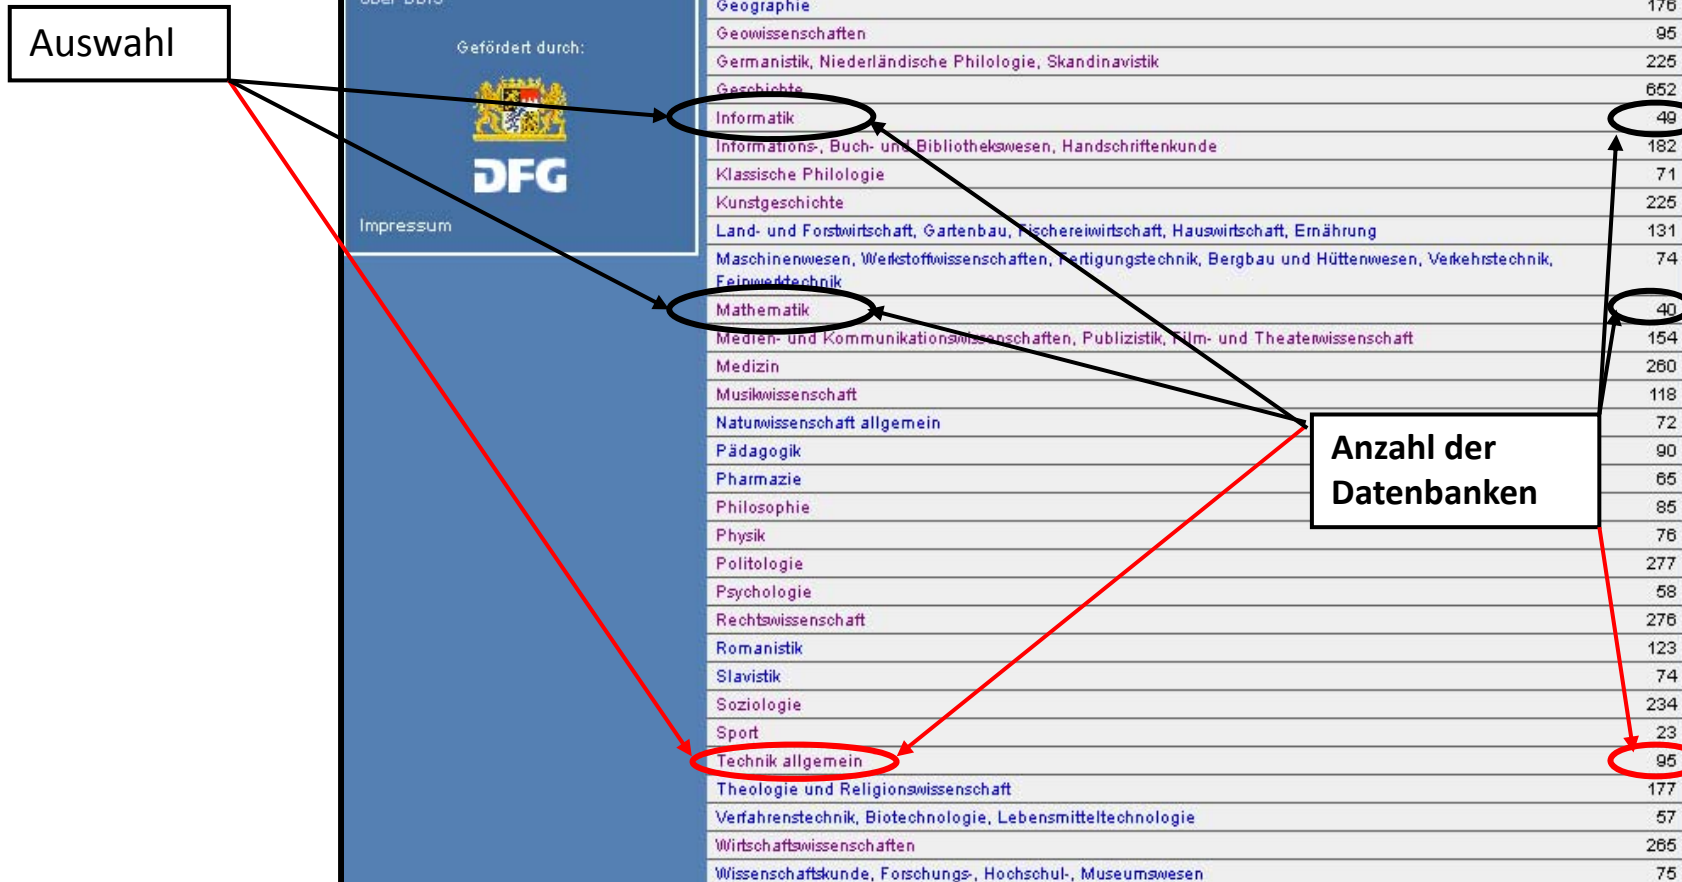 Auswahl
Über DBIS
Gefördert durch:
DFG
Impressum
Geographie 176
Geowissenschaften 95
Germanistik, Niederländische Philologie, Skandinavistik 225
Geschichte 652
Informatik 49
Informations-, Buch- und Bibliothekswesen, Handschriftenkunde 182
Klassische Philologie 71
Kunstgeschichte 225
Land- und Forstwirtschaft, Gartenbau, Fischereiwirtschaft, Hauswirtschaft, Ernährung 131
Maschinenwesen, Werkstoffwissenschaften, Fertigungstechnik, Bergbau und Hüttenwesen, Verkehrstechnik, 74
Feinwerktechnik
Mathematik 40
Medien- und Kommunikationswissenschaften, Publizistik, Film- und Theaterwissenschaft 154
Medizin 260
Musikwissenschaft 118
Naturwissenschaft allgemein 72
Pädagogik 90
Pharmazie 65
Philosophie 85
Physik 76
Politologie 277
Psychologie 58
Rechtswissenschaft 276
Romanistik 123
Slavistik 74
Soziologie 234
Sport 23
Technik allgemein 95
Theologie und Religionswissenschaft 177
Verfahrenstechnik, Biotechnologie, Lebensmitteltechnologie 57
Wirtschaftswissenschaften 265
Wissenschaftskunde, Forschungs-, Hochschul-, Museumswesen 75
Anzahl der
Datenbanken